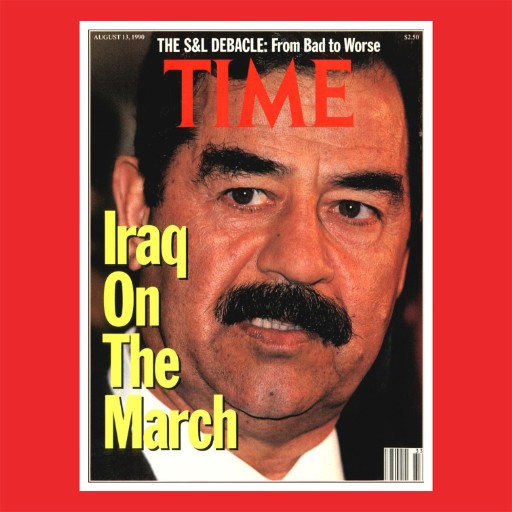 AUGUST 13, 1990
$2.50
THE S&L DEBACLE: From Bad to Worse
TIME
Iraq
On
The
March